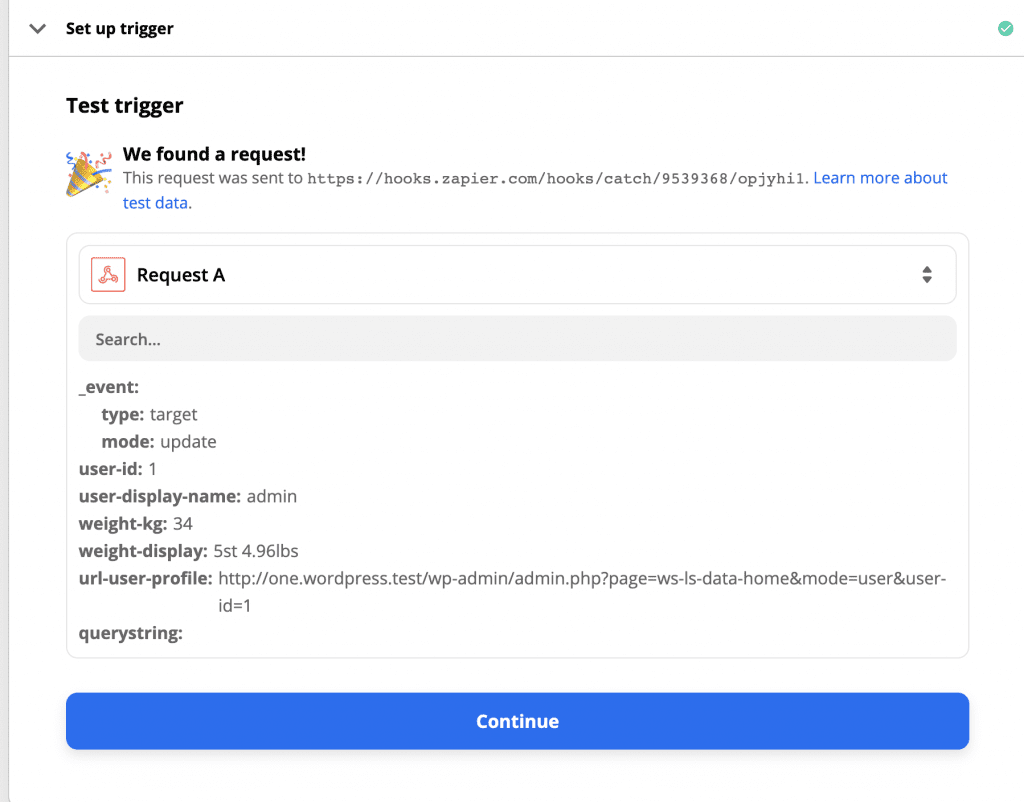 Set up trigger
Test trigger
We found a request!
This request was sent to https://hooks.zapier.com/hooks/catch/9539368/opjyhi1. Learn more about
test data.
Request A
Search...
_event:
type: target
mode: update
user-id: 1
user-display-name: admin
weight-kg: 34
weight-display: 5st 4.96lbs
url-user-profile: http://one.wordpress.test/wp-admin/admin.php?page=ws-ls-data-home&mode=user&user-
id=1
querystring:
Continue